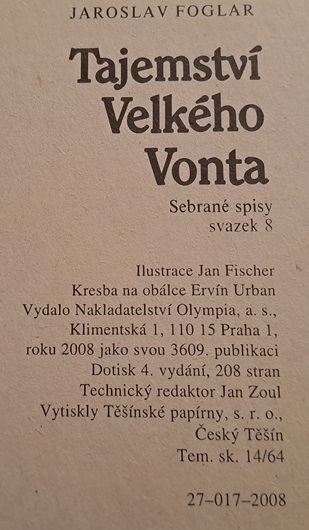 JAROSLAV FOGLAR
Tajemství
Velkého
Vonta
Sebrané spisy
svazek 8
Ilustrace Jan Fischer
Kresba na obálce Ervín Urban
Vydalo Nakladatelství Olympia, a. s.,
Klimentská 1, 110 15 Praha 1,
roku 2008 jako svou 3609. publikaci
Dotisk 4. vydání, 208 stran
Technický redaktor Jan Zoul
Vytiskly Těšínské papírny, s. r. o.,
Český Těšín
Tem. sk. 14/64
27–017–2008